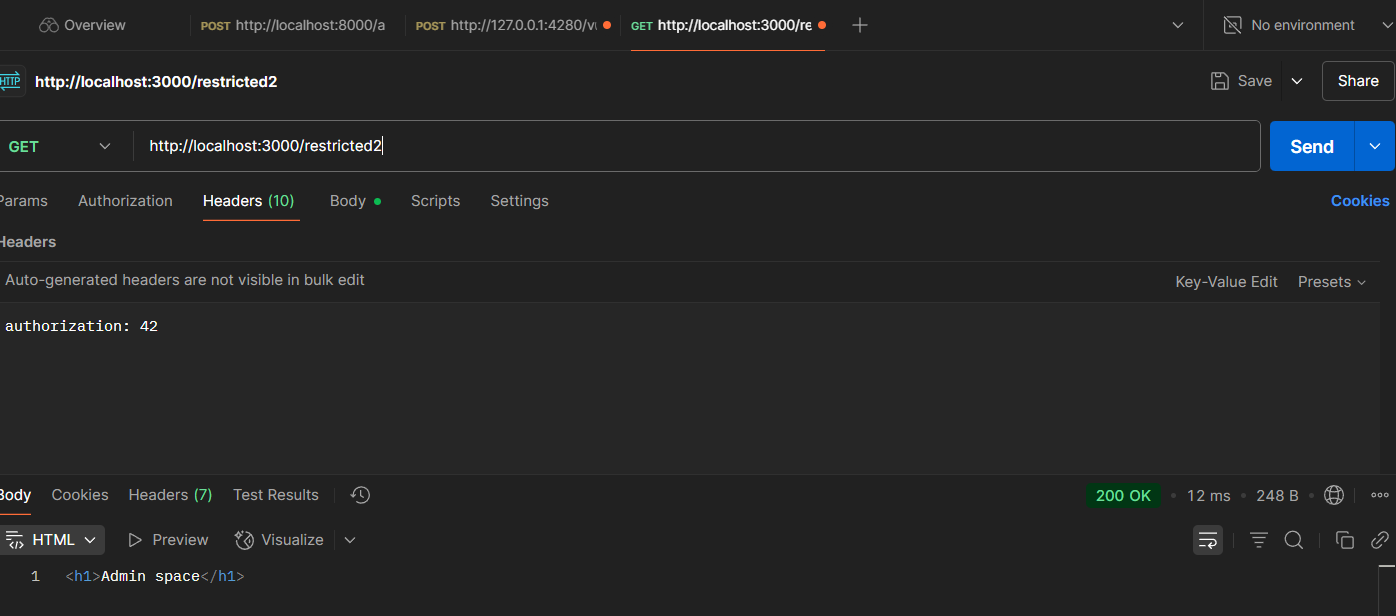 Overview POST http://localhost:8000/a POST http://127.0.0.1:4280/vu GET http://localhost:3000/re No environment
HTTP http://localhost:3000/restricted2 Save Share
GET http://localhost:3000/restricted2 Send
Params Authorization Headers (10) Body Scripts Settings Cookies
Headers
Auto-generated headers are not visible in bulk edit Key-Value Edit Presets
authorization: 42
Body Cookies Headers (7) Test Results 200 OK 12 ms 248 B
HTML Preview Visualize
1 <h1>Admin space</h1>